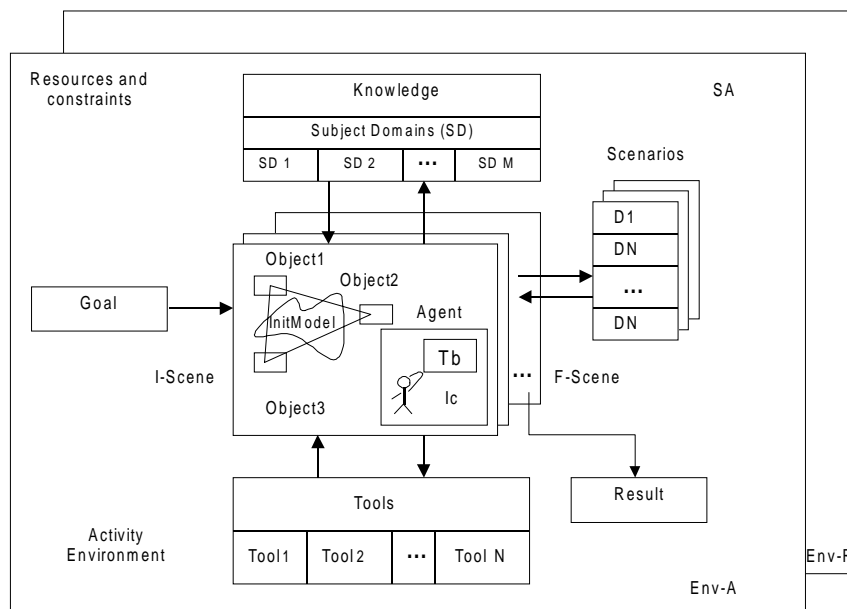 Resources and
constraints
Knowledge
SA
Subject Domains (SD)
SD 1
SD 2
...
SD M
Scenarios
D1
DN
...
DN
Object1
Object2
Goal
InitModel
Agent
Tb
Ic
I-Scene
...
F-Scene
Object3
Tools
Result
Activity
Environment
Tool1
Tool2
...
Tool N
Env-A